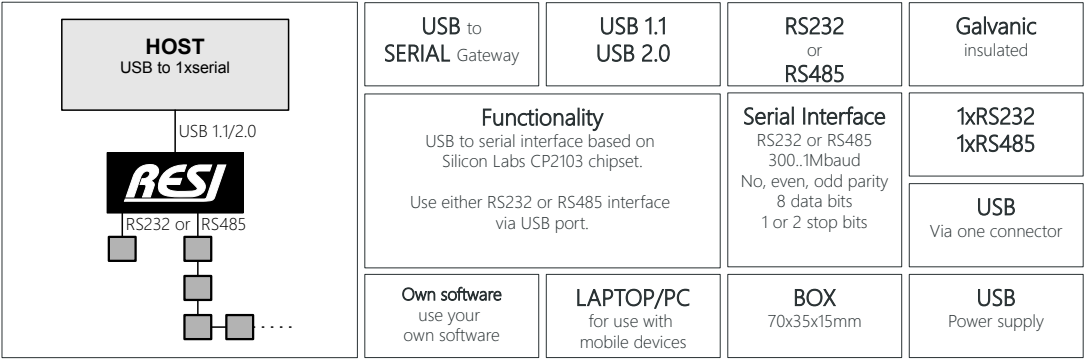 HOST
USB to 1xserial
USB 1.1/2.0
RESI
RS232 or RS485
USB to
SERIAL Gateway
USB 1.1
USB 2.0
RS232
or
RS485
Galvanic
insulated
Functionality
USB to serial interface based on
Silicon Labs CP2103 chipset.
Use either RS232 or RS485 interface
via USB port.
Serial Interface
RS232 or RS485
300..1Mbaud
No, even, odd parity
8 data bits
1 or 2 stop bits
1xRS232
1xRS485
USB
Via one connector
Own software
use your
own software
LAPTOP/PC
for use with
mobile devices
BOX
70x35x15mm
USB
Power supply